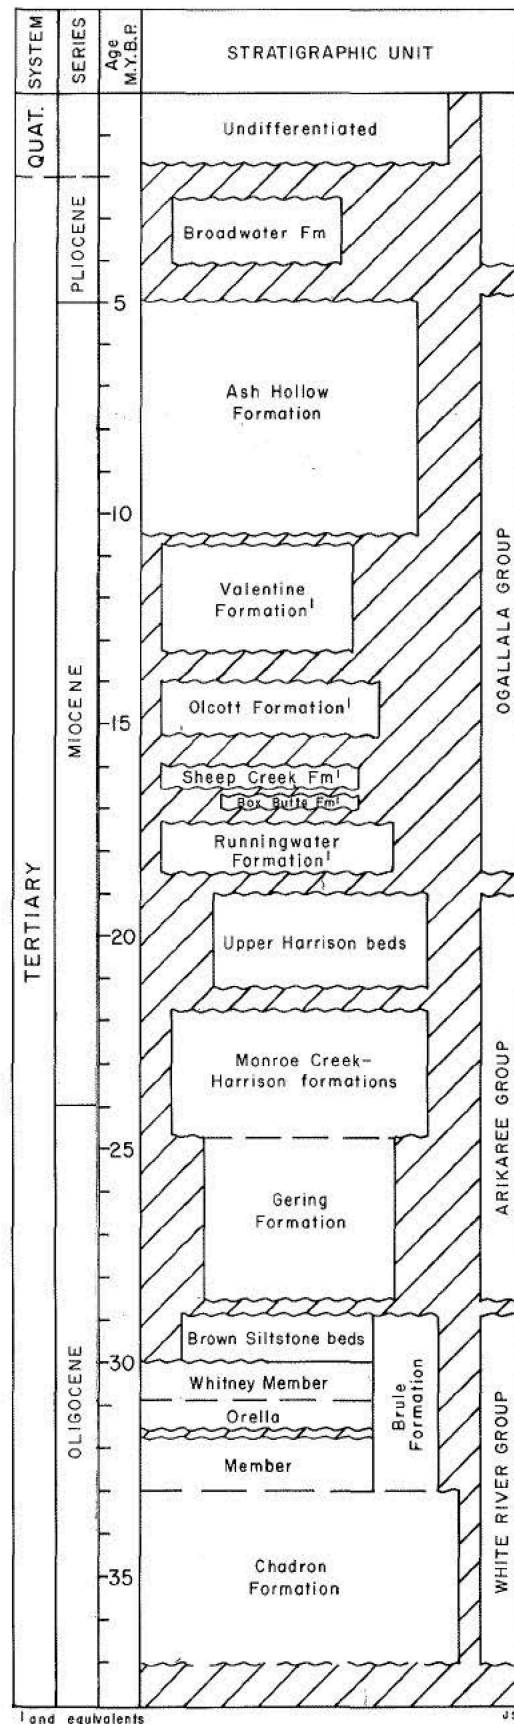 SYSTEM
SERIES
Age
M.Y.B.P.
STRATIGRAPHIC UNIT
QUAT.
Undifferentiated
PLIOCENE
Broadwater Fm
5
TERTIARY
MIOCENE
Ash Hollow
Formation
10
OGALLALA GROUP
Valentine
Formation¹
Olcott Formation¹
15
Sheep Creek Fm¹
Box Butte Fm¹
Runningwater
Formation¹
20
Upper Harrison beds
ARIKAREE GROUP
Monroe Creek-
Harrison formations
25
Gering
Formation
OLIGOCENE
Brown Siltstone beds
30
Whitney Member
Orella
Member
Brule
Formation
WHITE RIVER GROUP
Chadron
Formation
35
1 and equivalents
JS